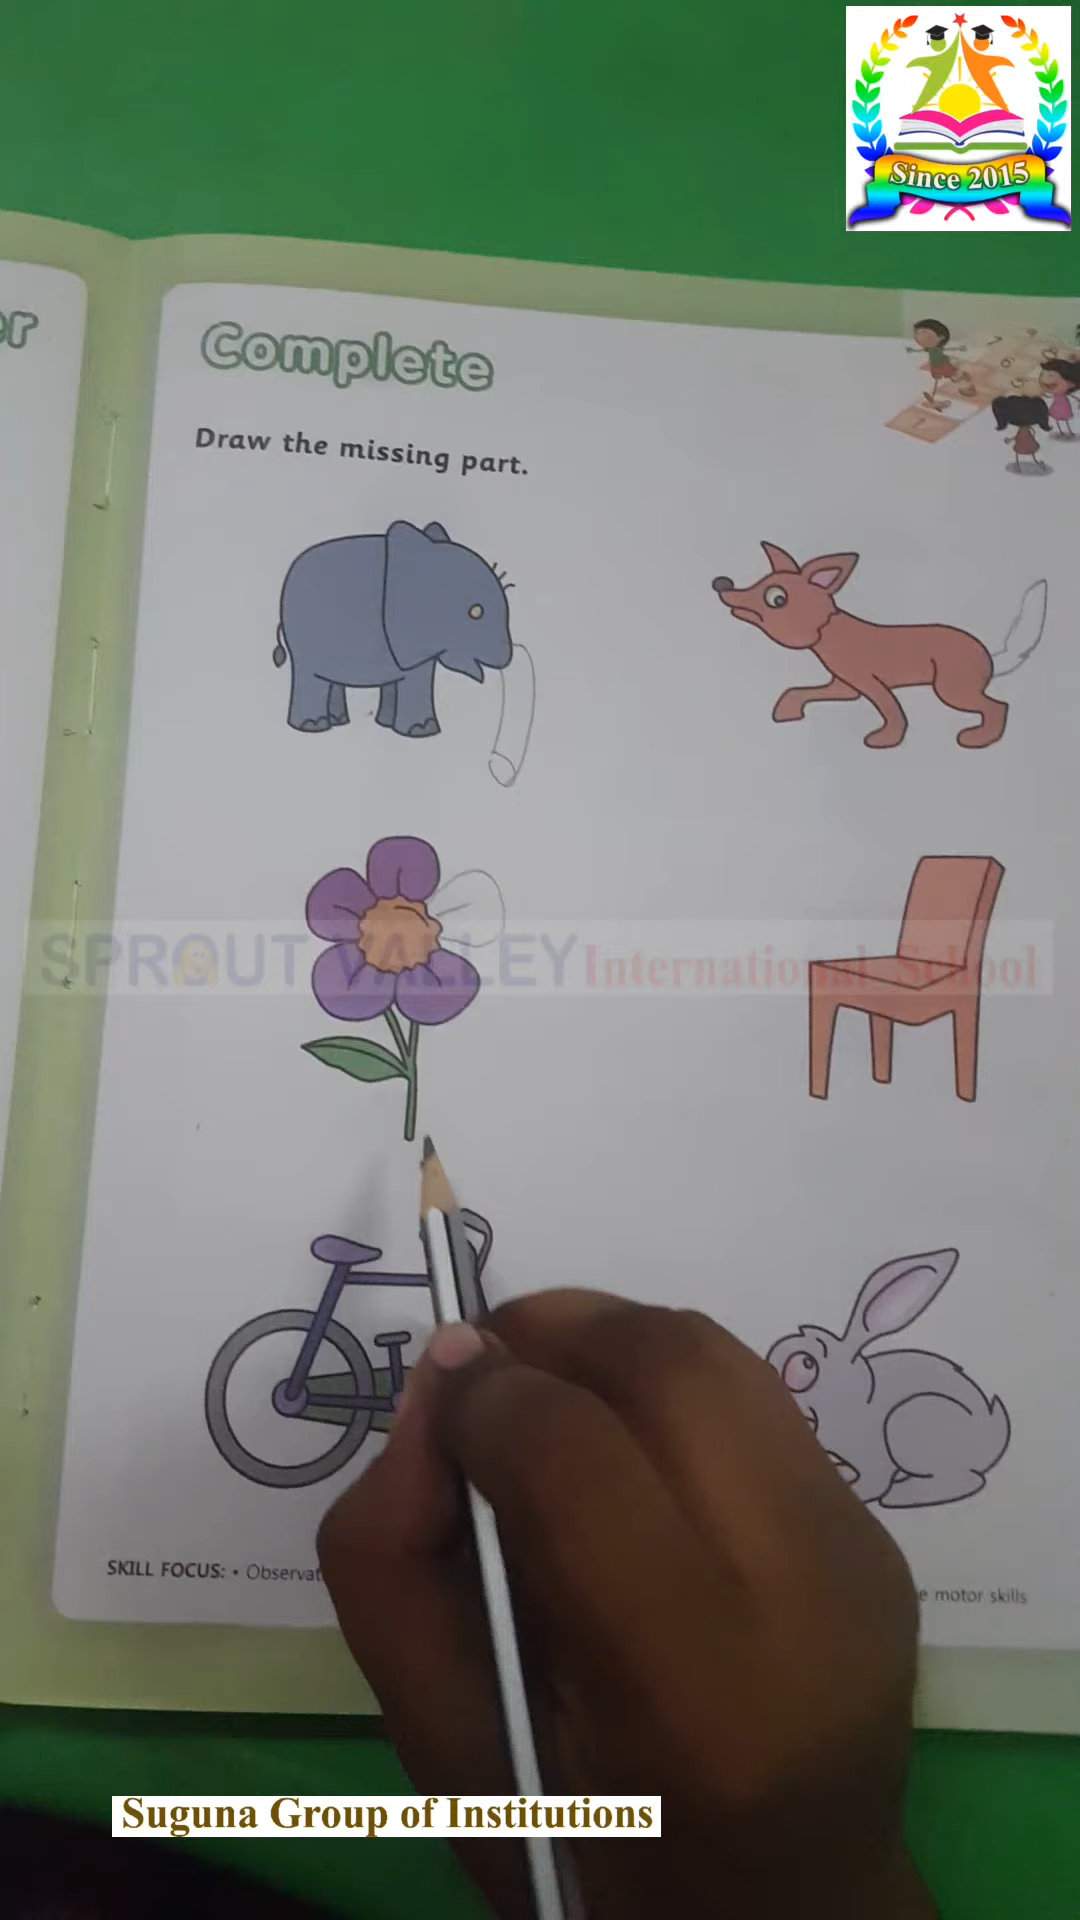 Since 2015
er
Complete
Draw the missing part.
SPROUT VALLEY International School
SKILL FOCUS: • Observat
e motor skills
Suguna Group of Institutions